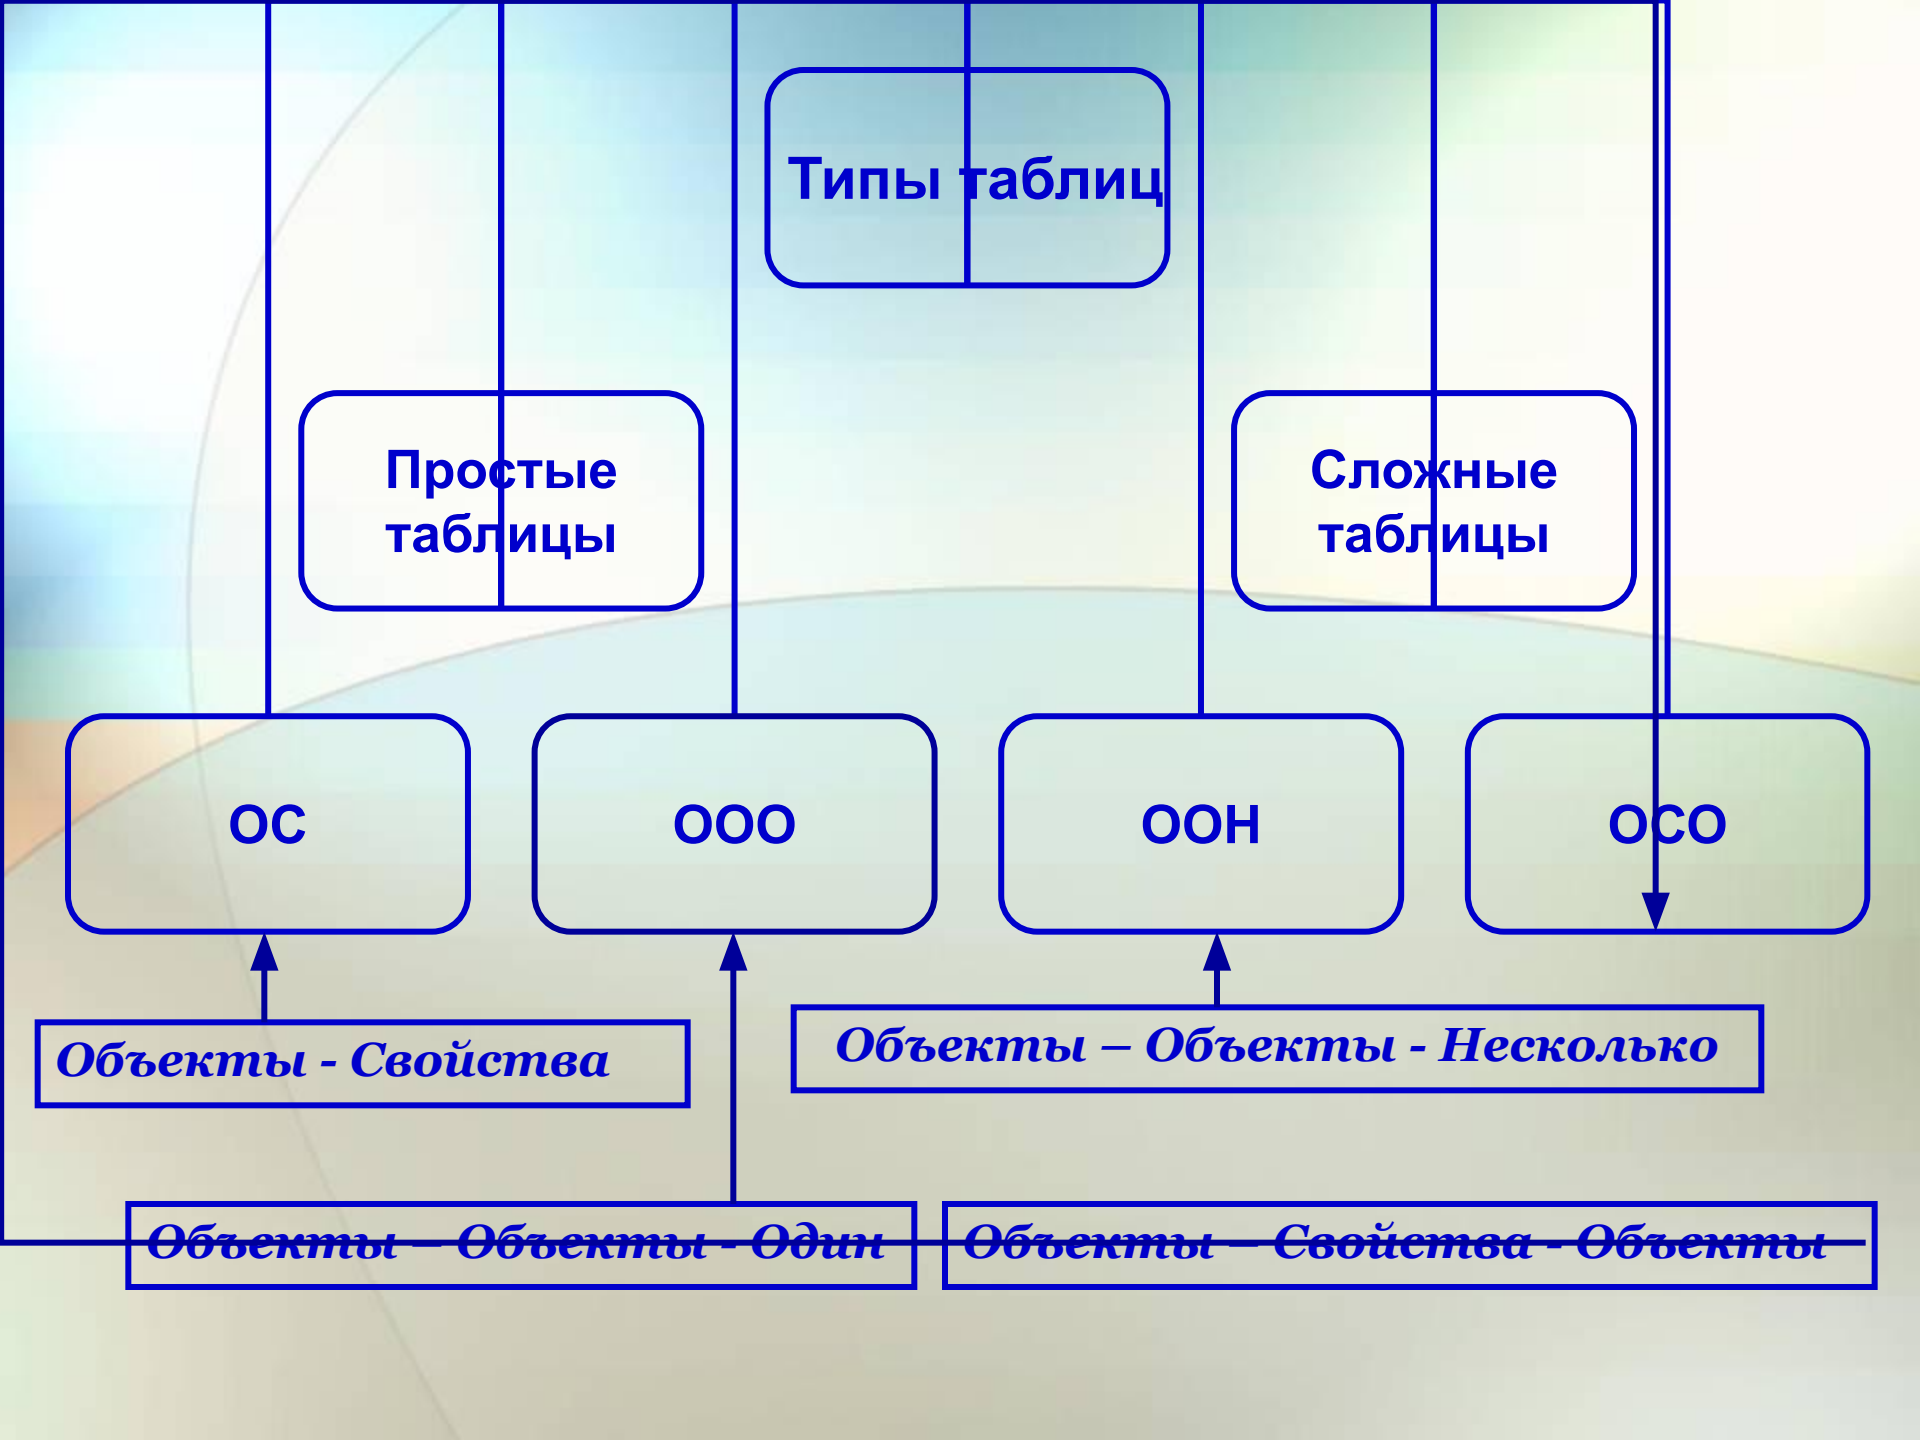 Типы таблиц
Простые
таблицы
Сложные
таблицы
ОС
ООО
ООН
ОСО
Объекты - Свойства
Объекты – Объекты - Несколько
Объекты – Объекты - Один
Объекты – Свойства - Объекты